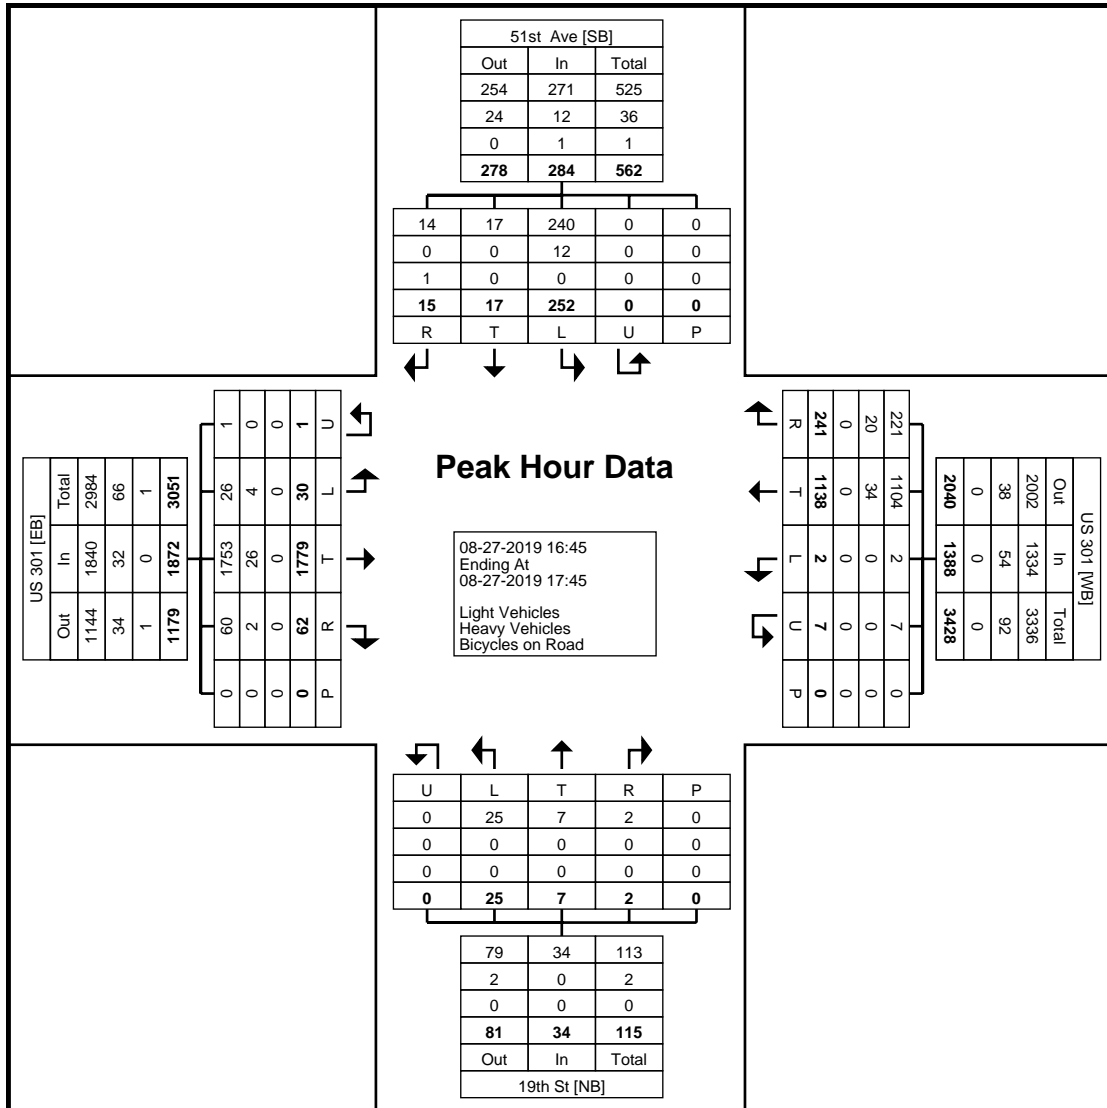 51st Ave [SB]
Out In Total
254 271 525
24 12 36
0 1 1
278 284 562
14 17 240 0 0
0 0 12 0 0
1 0 0 0 0
15 17 252 0 0
R T L U P
US 301 [EB]
Total 2984 66 1 3051
In 1840 32 0 1872
Out 1144 34 1 1179
1 0 0 1 U
26 4 0 30 L
1753 26 0 1779 T
60 2 0 62 R
0 0 0 0 P
Peak Hour Data
08-27-2019 16:45
Ending At
08-27-2019 17:45
Light Vehicles
Heavy Vehicles
Bicycles on Road
R 241 0 20 221
T 1138 0 34 1104
L 2 0 0 2
U 7 0 0 7
P 0 0 0 0
US 301 [WB]
Out 2002 38 0 2040
In 1334 54 0 1388
Total 3336 92 0 3428
U L T R P
0 25 7 2 0
0 0 0 0 0
0 0 0 0 0
0 25 7 2 0
79 34 113
2 0 2
0 0 0
81 34 115
Out In Total
19th St [NB]